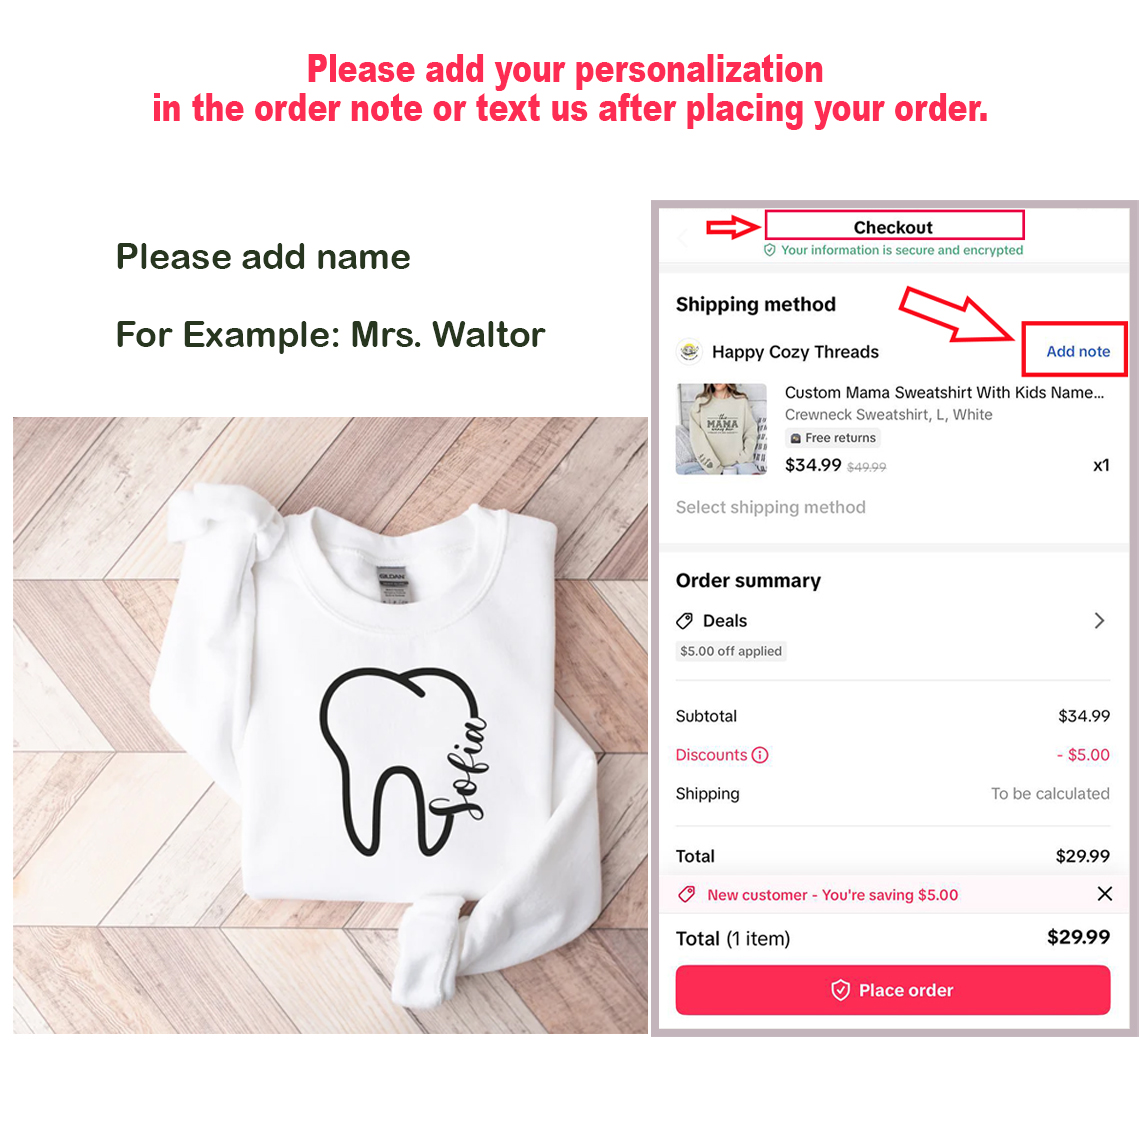 Please add your personalization
in the order note or text us after placing your order.
Please add name
For Example: Mrs. Waltor
GILDAN
Sofia
Checkout
Your information is secure and encrypted
Shipping method
Happy Cozy Threads
Add note
Custom Mama Sweatshirt With Kids Name...
Crewneck Sweatshirt, L, White
Free returns
$34.99 $49.99
x1
MAMA
Select shipping method
Order summary
Deals
$5.00 off applied
Subtotal
$34.99
Discounts
- $5.00
Shipping
To be calculated
Total
$29.99
New customer - You're saving $5.00
Total (1 item)
$29.99
Place order